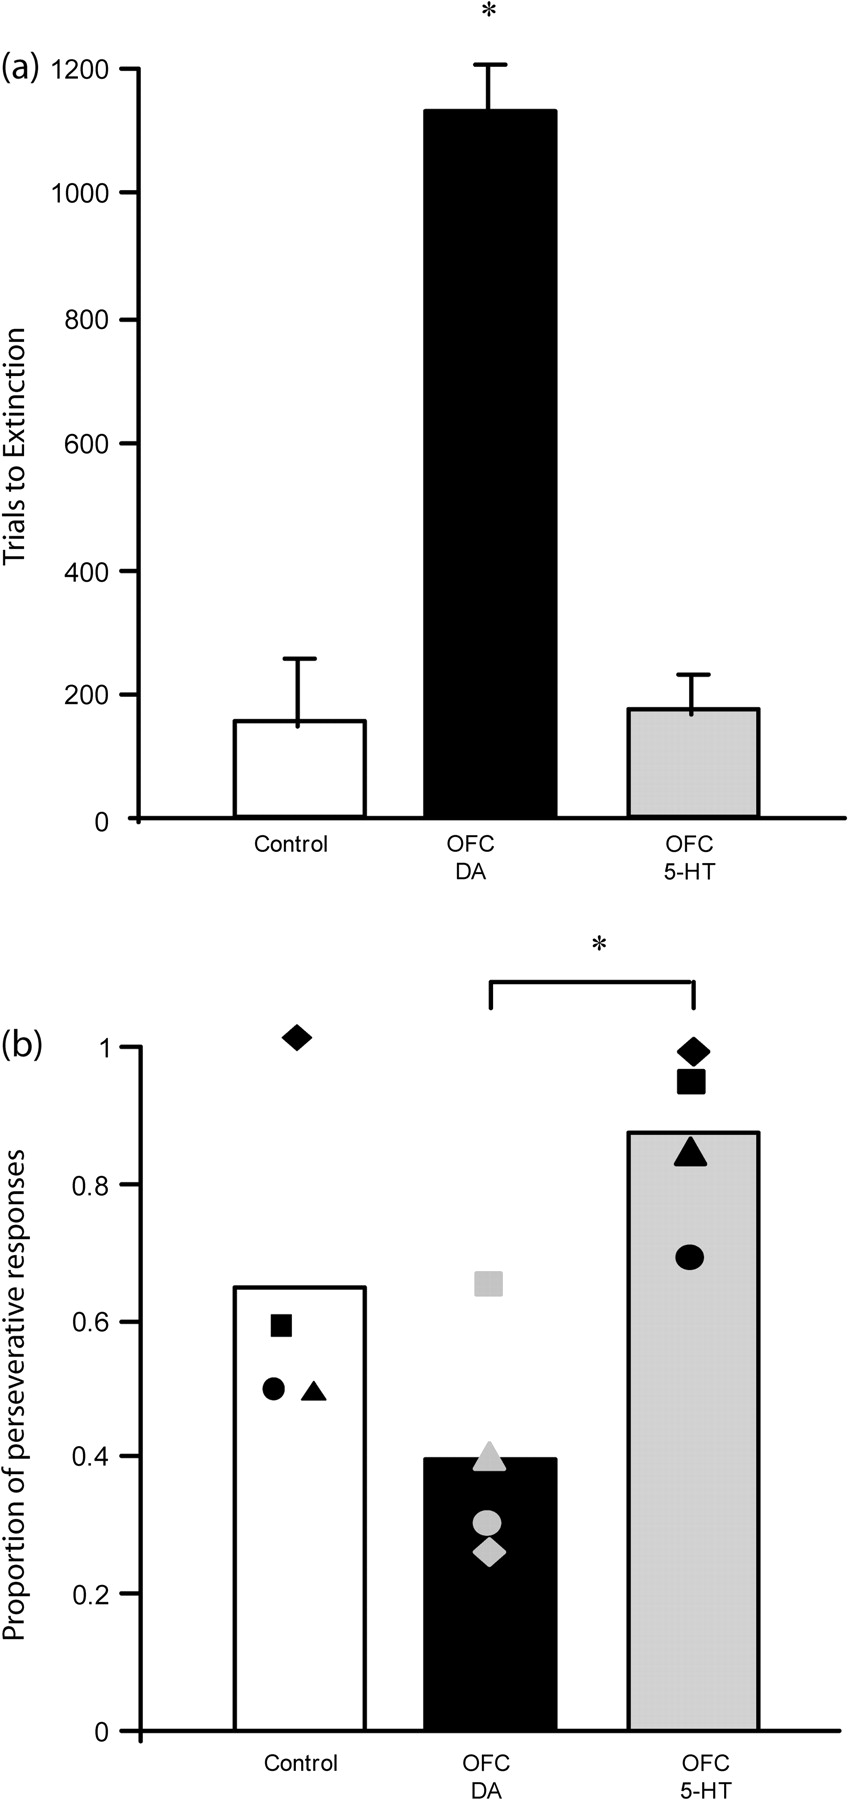 *
(a)
1200
1000
800
600
400
200
0
Trials to Extinction
Control
OFC
DA
OFC
5-HT
*
(b)
1
0.8
0.6
0.4
0.2
0
Proportion of perseverative responses
Control
OFC
DA
OFC
5-HT